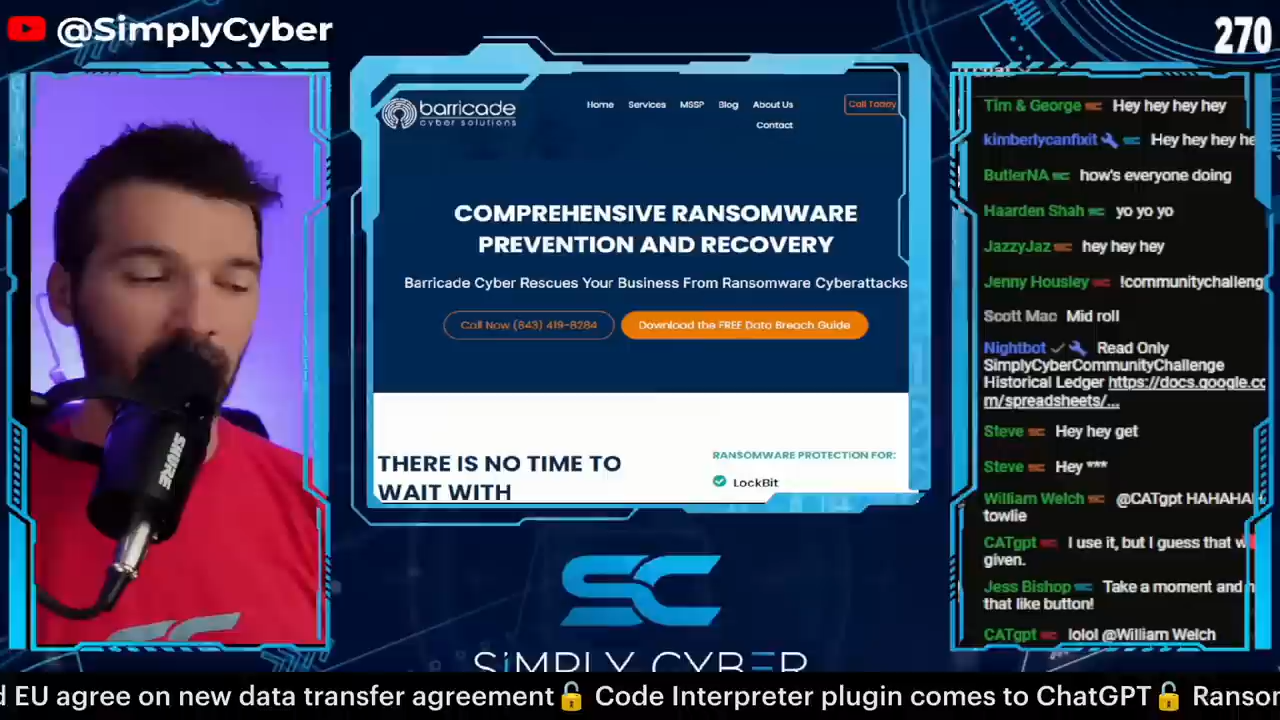 @SimplyCyber
270
barricade
cyber solutions
Home Services MSSP Blog About Us
Contact
Call Today
COMPREHENSIVE RANSOMWARE
PREVENTION AND RECOVERY
Barricade Cyber Rescues Your Business From Ransomware Cyberattacks
Call Now (843) 419-8284
Download the FREE Data Breach Guide
THERE IS NO TIME TO
WAIT WITH
RANSOMWARE PROTECTION FOR:
LockBit
SHURE
Tim & George Hey hey hey hey
kimberlycanfixit Hey hey hey he
ButlerNA how's everyone doing
Haarden Shah yo yo yo
JazzyJaz hey hey hey
Jenny Housley !communitychalleng
Scott Mac Mid roll
Nightbot Read Only
SimplyCyberCommunityChallenge
Historical Ledger https://docs.google.co
m/spreadsheets/...
Steve Hey hey get
Steve Hey ***
William Welch @CATgpt HAHAHA
towlie
CATgpt I use it, but I guess that w
given.
Jess Bishop Take a moment and
that like button!
CATgpt lolol @William Welch
SC
SIMPLY CYBER
EU agree on new data transfer agreement🔓 Code Interpreter plugin comes to ChatGPT🔓 Ransom